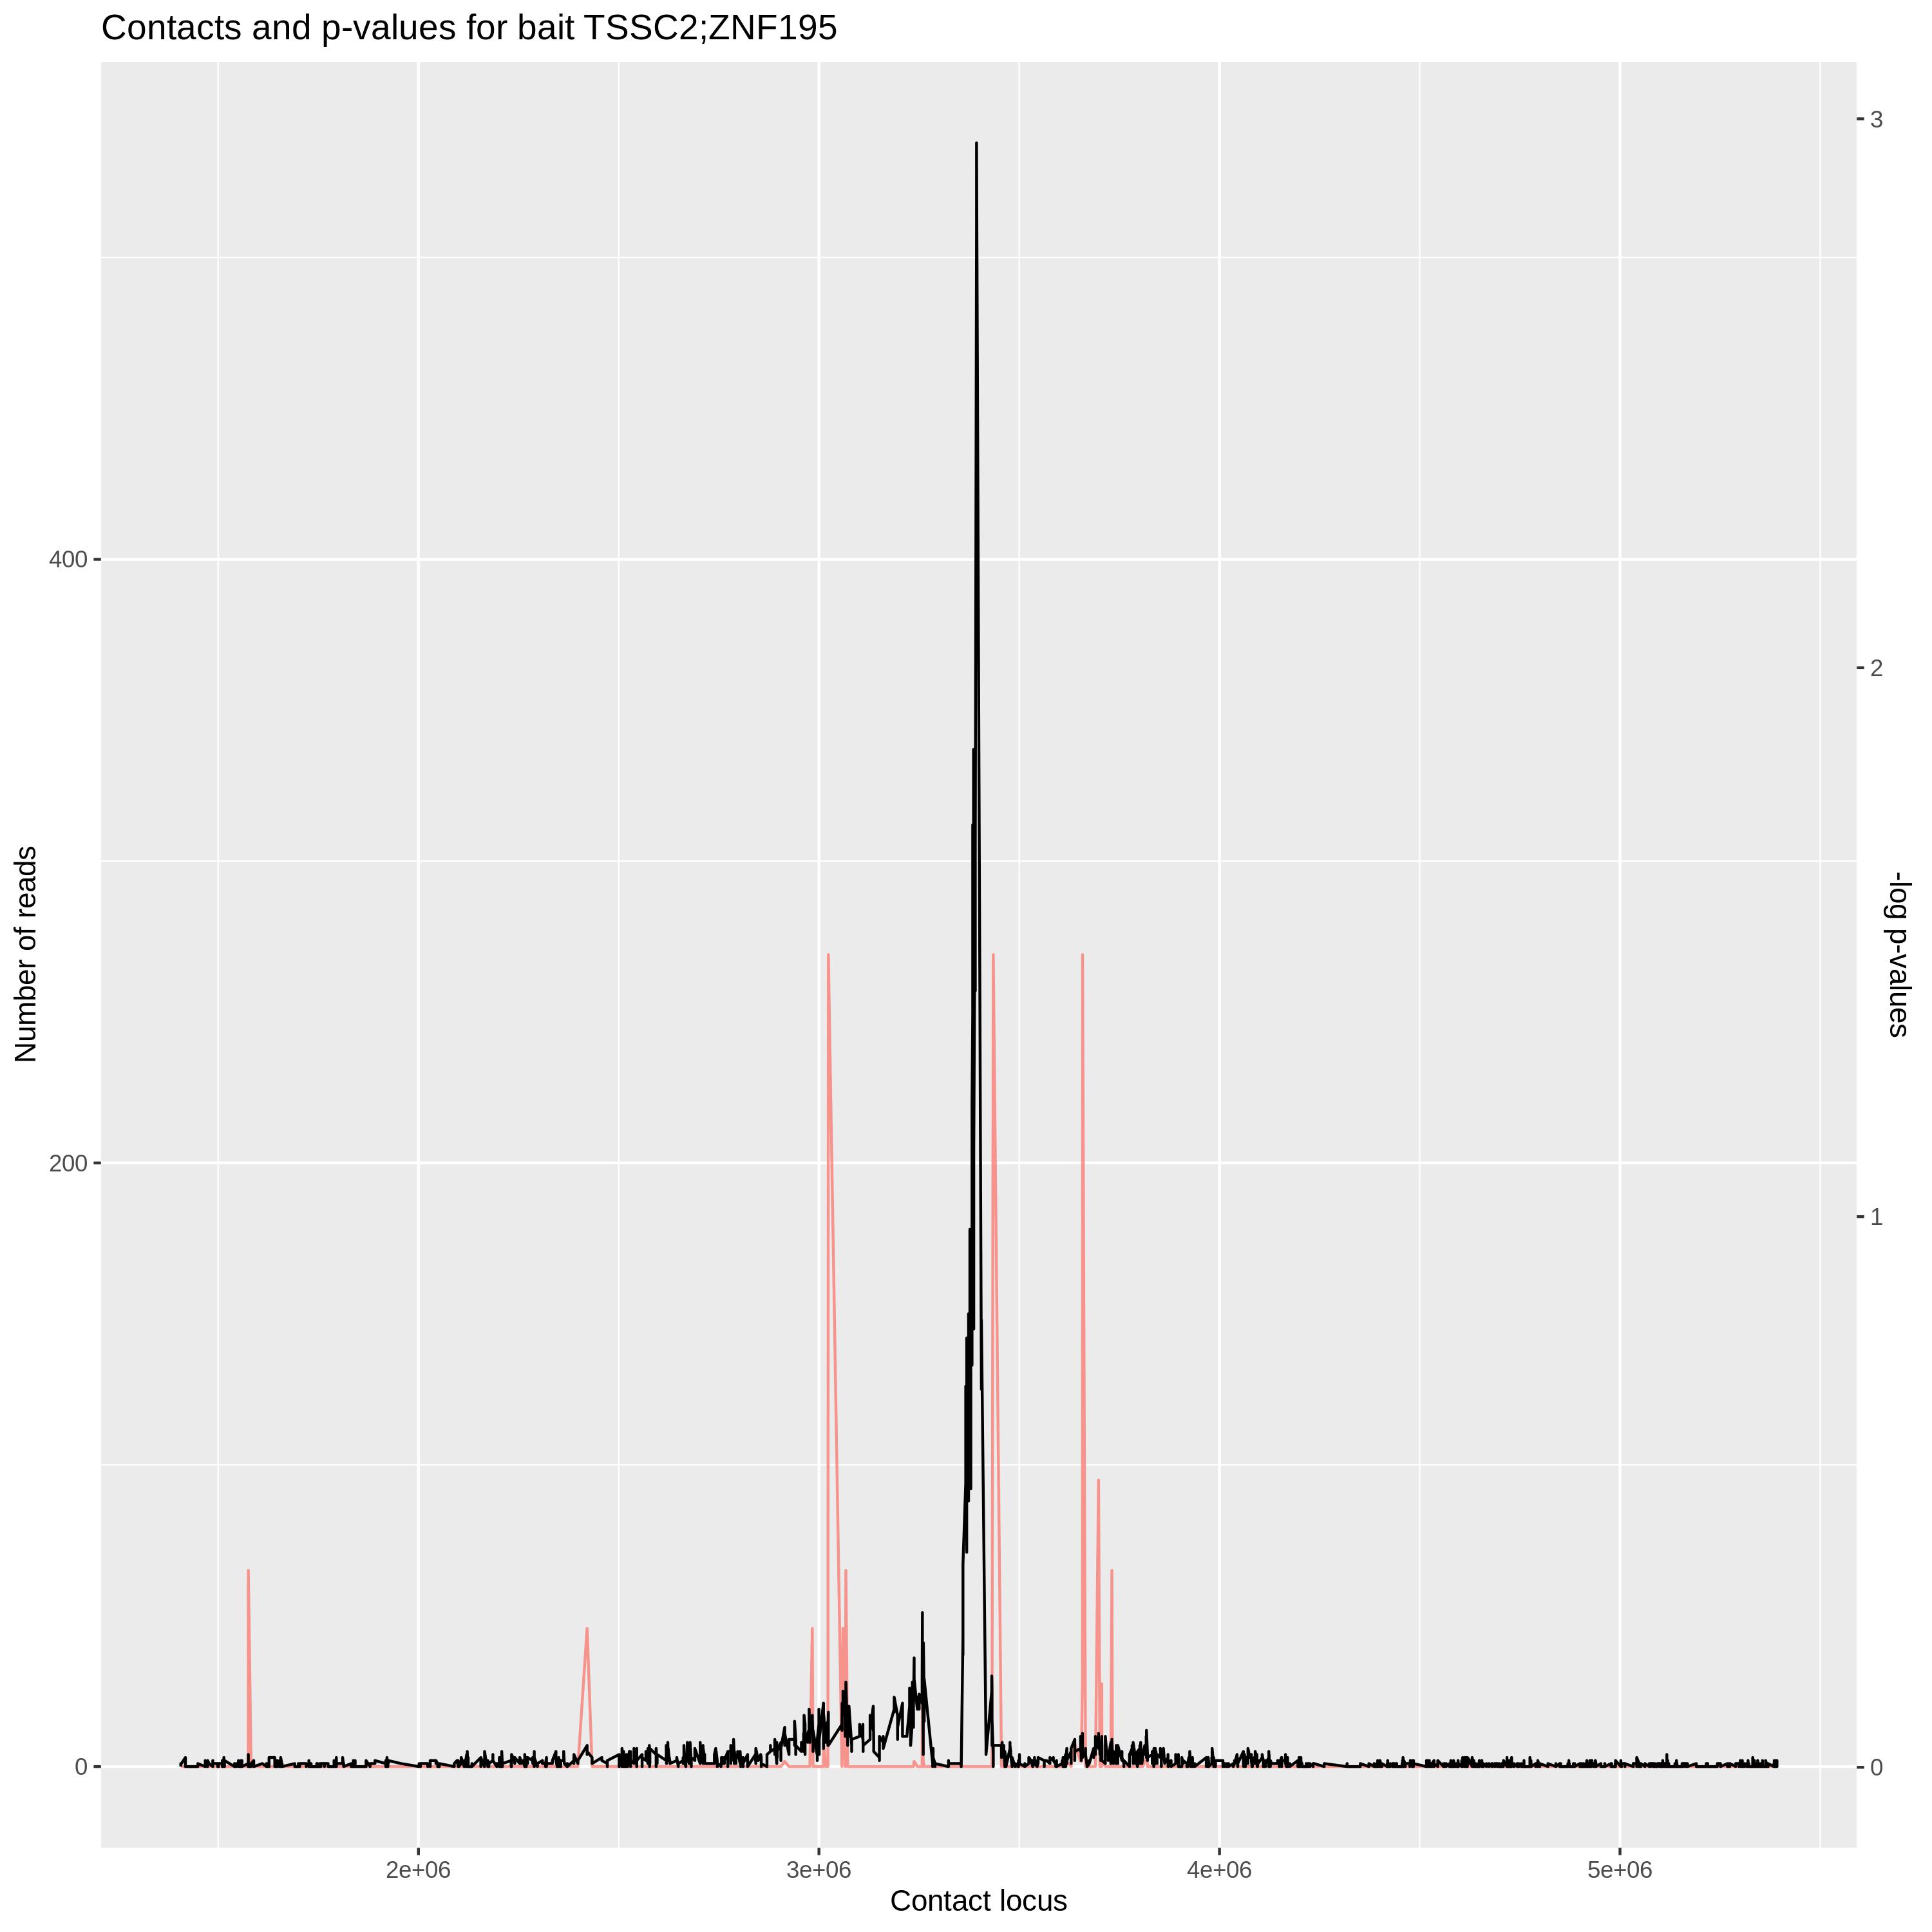 Contacts and p-values for bait TSSC2;ZNF195
Number of reads
400
200
0
3
2
1
0
-log p-values
2e+06
3e+06
4e+06
5e+06
Contact locus